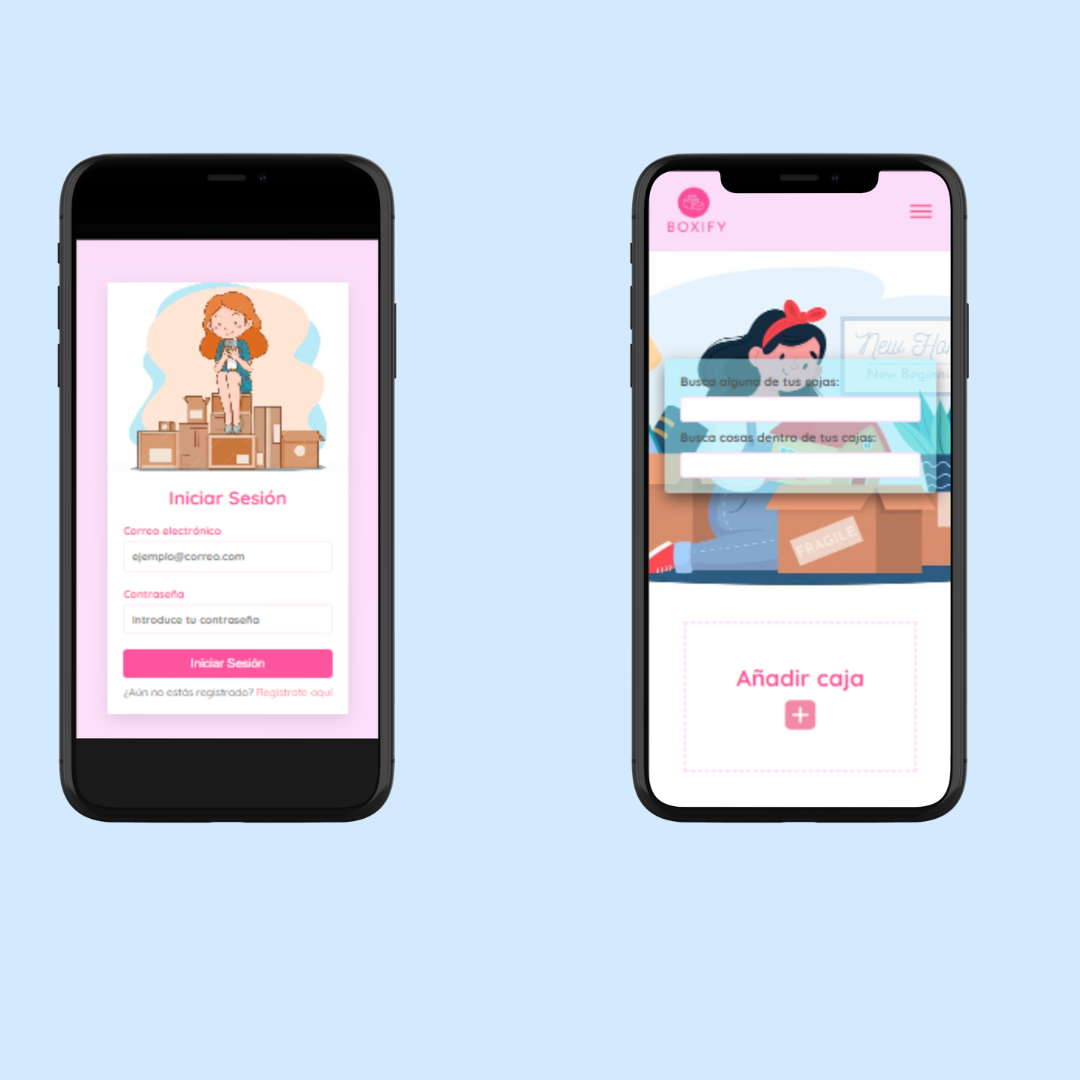 Iniciar Sesión
Correo electrónico
ejemplo@correo.com
Contraseña
Introduce tu contraseña
Iniciar Sesión
¿Aún no estás registrado? Regístrate aquí
BOXIFY
New Ho
New Beginn
Busca alguna de tus cajas:
Busca cosas dentro de tus cajas:
FRAGILE
Añadir caja